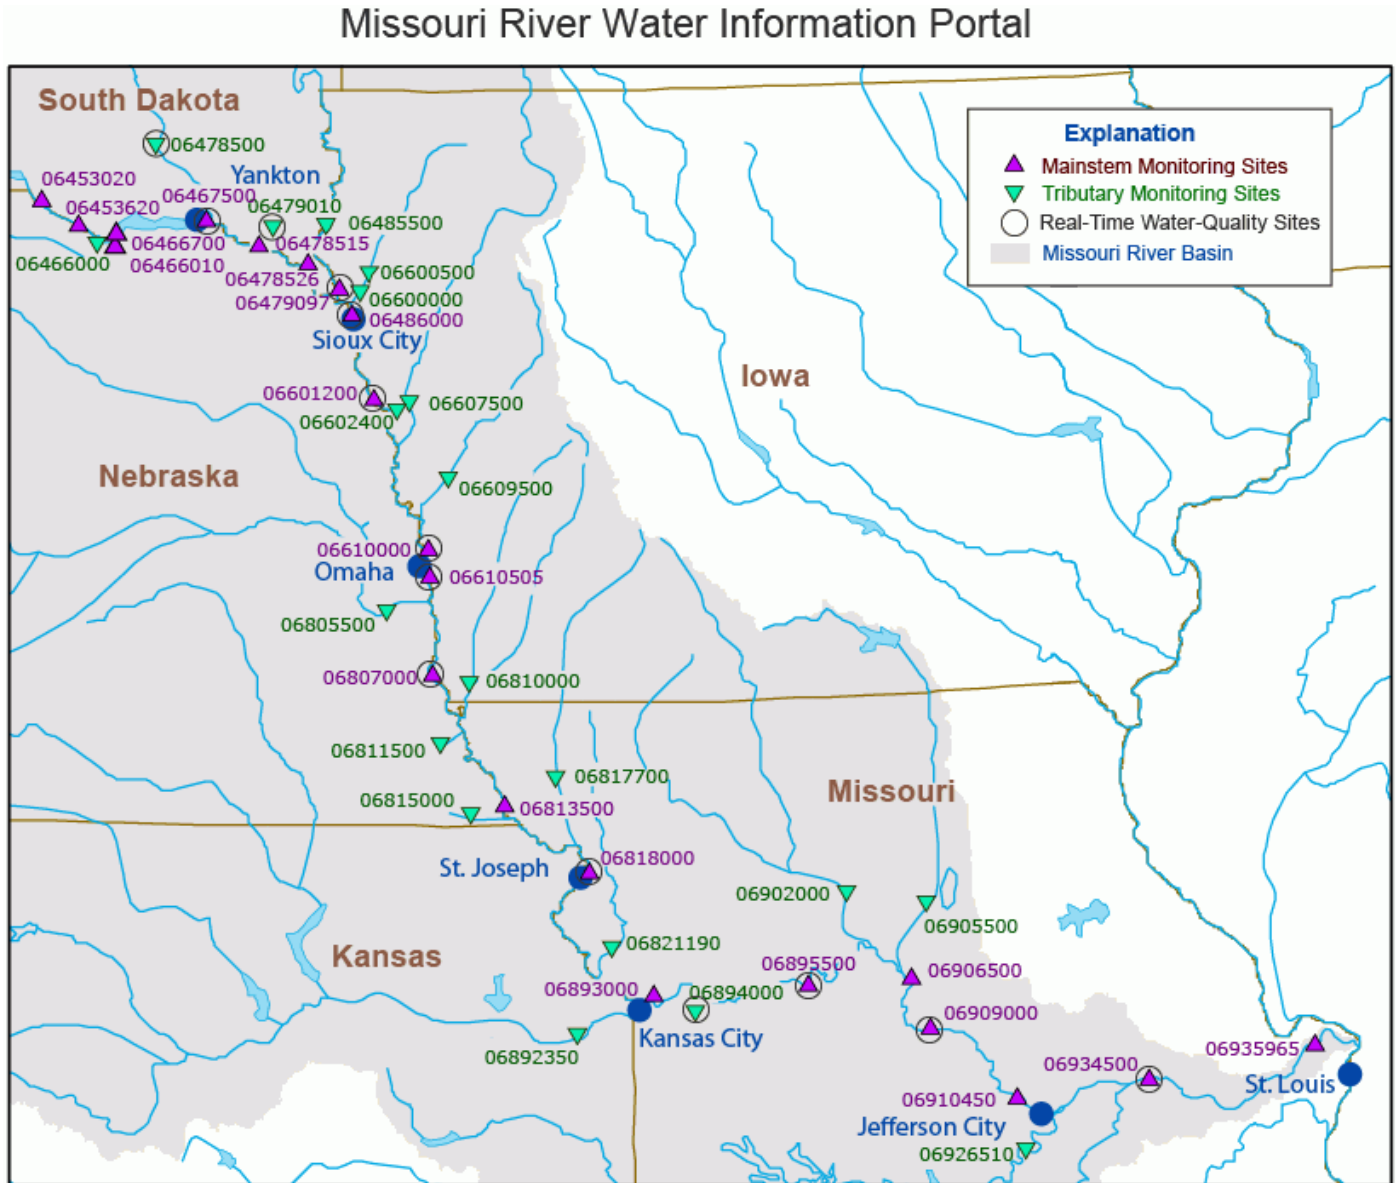 Missouri River Water Information Portal
South Dakota
Explanation
Mainstem Monitoring Sites
Tributary Monitoring Sites
Real-Time Water-Quality Sites
Missouri River Basin
06478500
Yankton
06453020
06467500
06453620
06479010
06485500
06466700
06478515
06466000
06466010
06600500
06478526
06600000
06479097
06486000
Sioux City
Iowa
06601200
06607500
06602400
Nebraska
06609500
06610000
Omaha
06610505
06805500
06807000
06810000
06811500
06817700
Missouri
06815000
06813500
06818000
St. Joseph
06902000
06905500
06821190
Kansas
06895500
06906500
06893000
06894000
06909000
Kansas City
06892350
06935965
06934500
St. Louis
06910450
Jefferson City
06926510